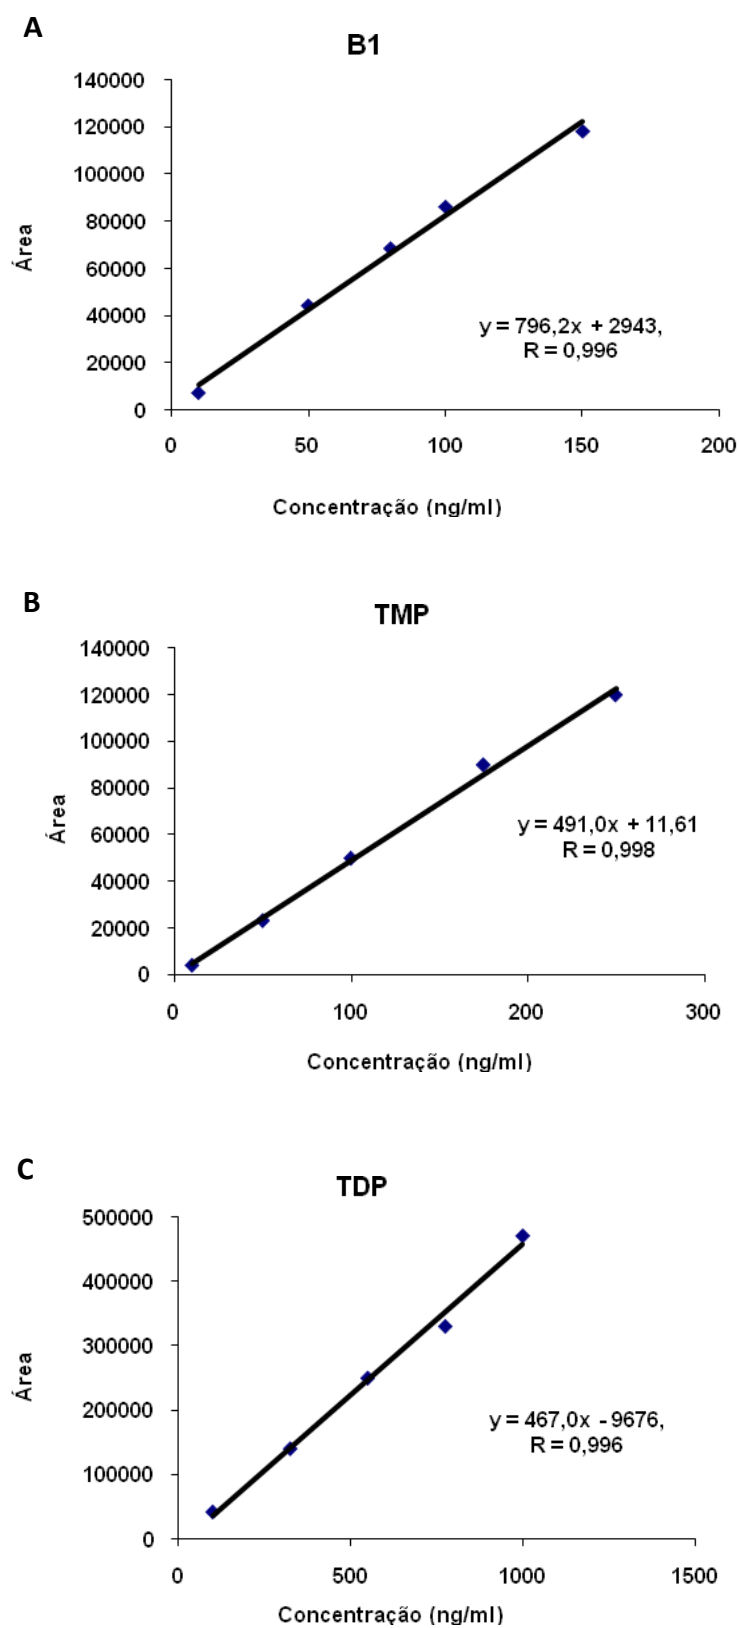 A
B1
140000
120000
100000
80000
60000
40000
20000
0
Área
y = 796,2x + 2943,
R = 0,996
0 50 100 150 200
Concentração (ng/ml)
B
TMP
140000
120000
100000
80000
60000
40000
20000
0
Área
y = 491,0x + 11,61
R = 0,998
0 100 200 300
Concentração (ng/ml)
C
TDP
500000
400000
300000
200000
100000
0
Área
y = 467,0x - 9676,
R = 0,996
0 500 1000 1500
Concentração (ng/ml)